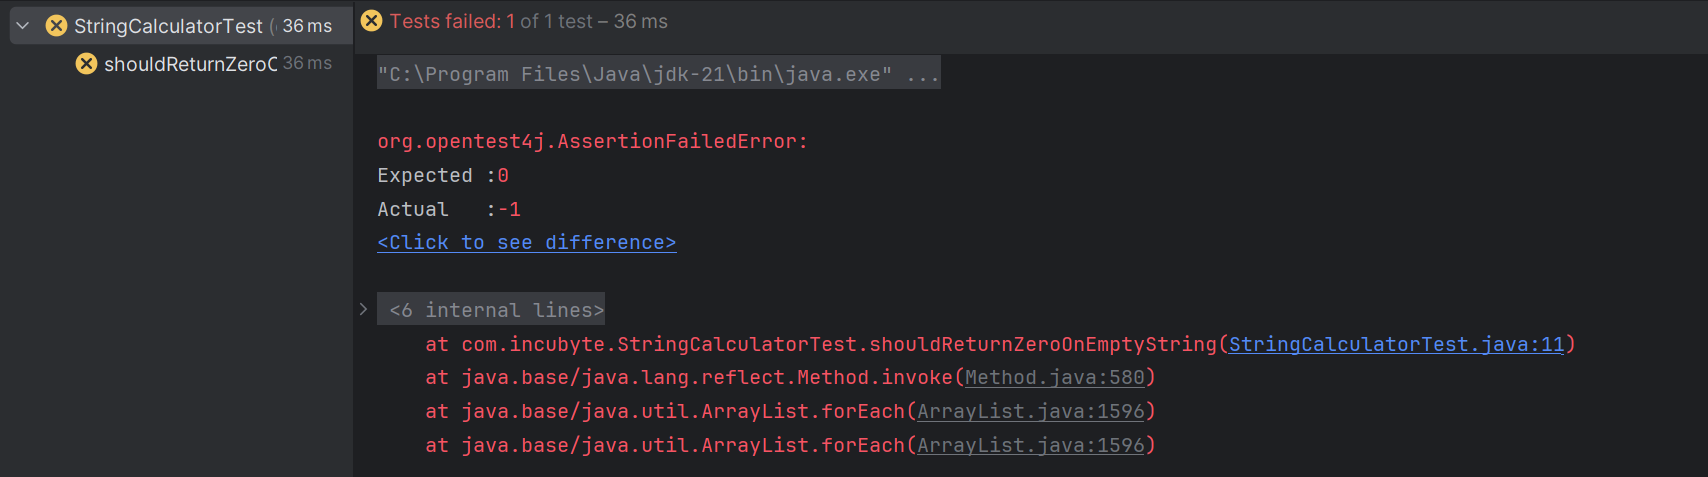 StringCalculatorTest ( 36 ms
shouldReturnZeroO 36 ms
Tests failed: 1 of 1 test – 36 ms
"C:\Program Files\Java\jdk-21\bin\java.exe" ...
org.opentest4j.AssertionFailedError:
Expected :0
Actual   :-1
<Click to see difference>
<6 internal lines>
at com.incubyte.StringCalculatorTest.shouldReturnZeroOnEmptyString(StringCalculatorTest.java:11)
at java.base/java.lang.reflect.Method.invoke(Method.java:580)
at java.base/java.util.ArrayList.forEach(ArrayList.java:1596)
at java.base/java.util.ArrayList.forEach(ArrayList.java:1596)